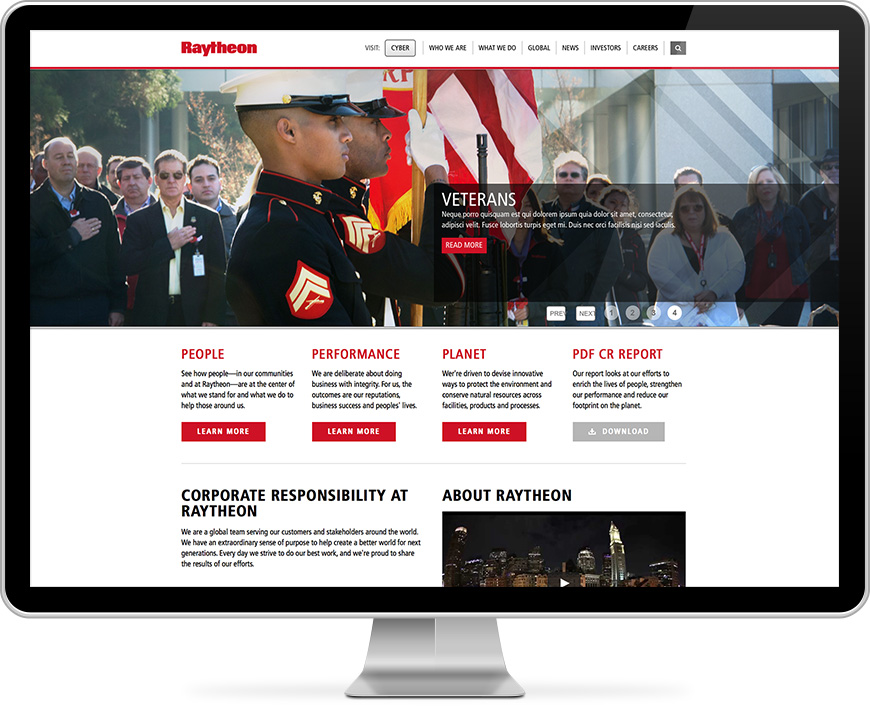 Raytheon
VISIT: CYBER WHO WE ARE WHAT WE DO GLOBAL NEWS INVESTORS CAREERS
VETERANS
Neque porro quisquam est qui dolorem ipsum quia dolor sit amet, consectetur,
adipisci velit. Fusce lobortis turpis eget mi. Duis nec orci facilisis nisi sed laculis.
READ MORE
PREV NEXT 1 2 3 4
PEOPLE
See how people—in our communities
and at Raytheon—are at the center of
what we stand for and what we do to
help those around us.
LEARN MORE
PERFORMANCE
We are deliberate about doing
business with integrity. For us, the
outcomes are our reputations,
business success and peoples' lives.
LEARN MORE
PLANET
Wer're driven to devise innovative
ways to protect the environment and
conserve natural resources across
facilities, products and processes.
LEARN MORE
PDF CR REPORT
Our report looks at our efforts to
enrich the lives of people, strengthen
our performance and reduce our
footprint on the planet.
DOWNLOAD
CORPORATE RESPONSIBILITY AT
RAYTHEON
We are a global team serving our customers and stakeholders around the world.
We have an extraordinary sense of purpose to help create a better world for next
generations. Every day we strive to do our best work, and we're proud to share
the results of our efforts.
ABOUT RAYTHEON